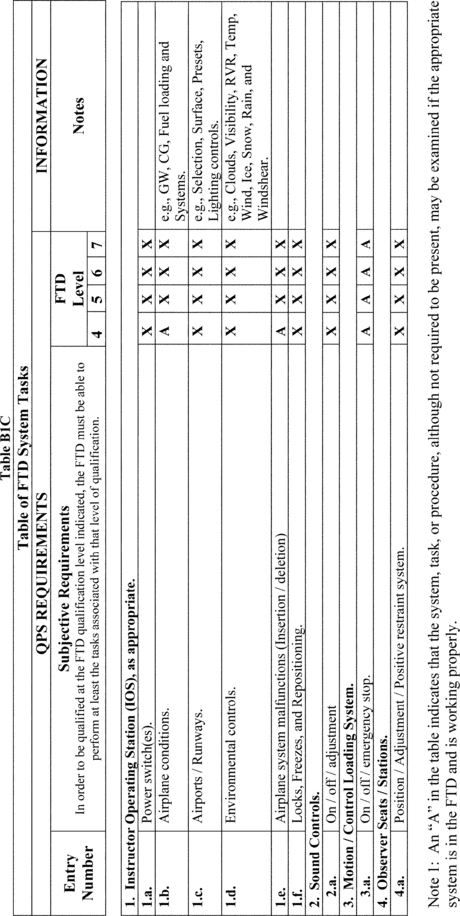 Table B1C
Table of FTD System Tasks
QPS REQUIREMENTS INFORMATION
Entry Number
Subjective Requirements
In order to be qualified at the FTD qualification level indicated, the FTD must be able to
perform at least the tasks associated with that level of qualification.
FTD
Level
4 5 6 7
Notes
1. Instructor Operating Station (IOS), as appropriate.
1.a. Power switch(es). X X X X
1.b. Airplane conditions. A X X X e.g., GW, CG, Fuel loading and
Systems.
1.c. Airports / Runways. X X X X e.g., Selection, Surface, Presets,
Lighting controls.
1.d. Environmental controls. X X X X e.g., Clouds, Visibility, RVR, Temp,
Wind, Ice, Snow, Rain, and
Windshear.
1.e. Airplane system malfunctions (Insertion / deletion) A X X X
1.f. Locks, Freezes, and Repositioning. X X X X
2. Sound Controls.
2.a. On / off / adjustment X X X X
3. Motion / Control Loading System.
3.a. On / off / emergency stop. A A A A
4. Observer Seats / Stations.
4.a. Position / Adjustment / Positive restraint system. X X X X
Note 1: An “A” in the table indicates that the system, task, or procedure, although not required to be present, may be examined if the appropriate
system is in the FTD and is working properly.